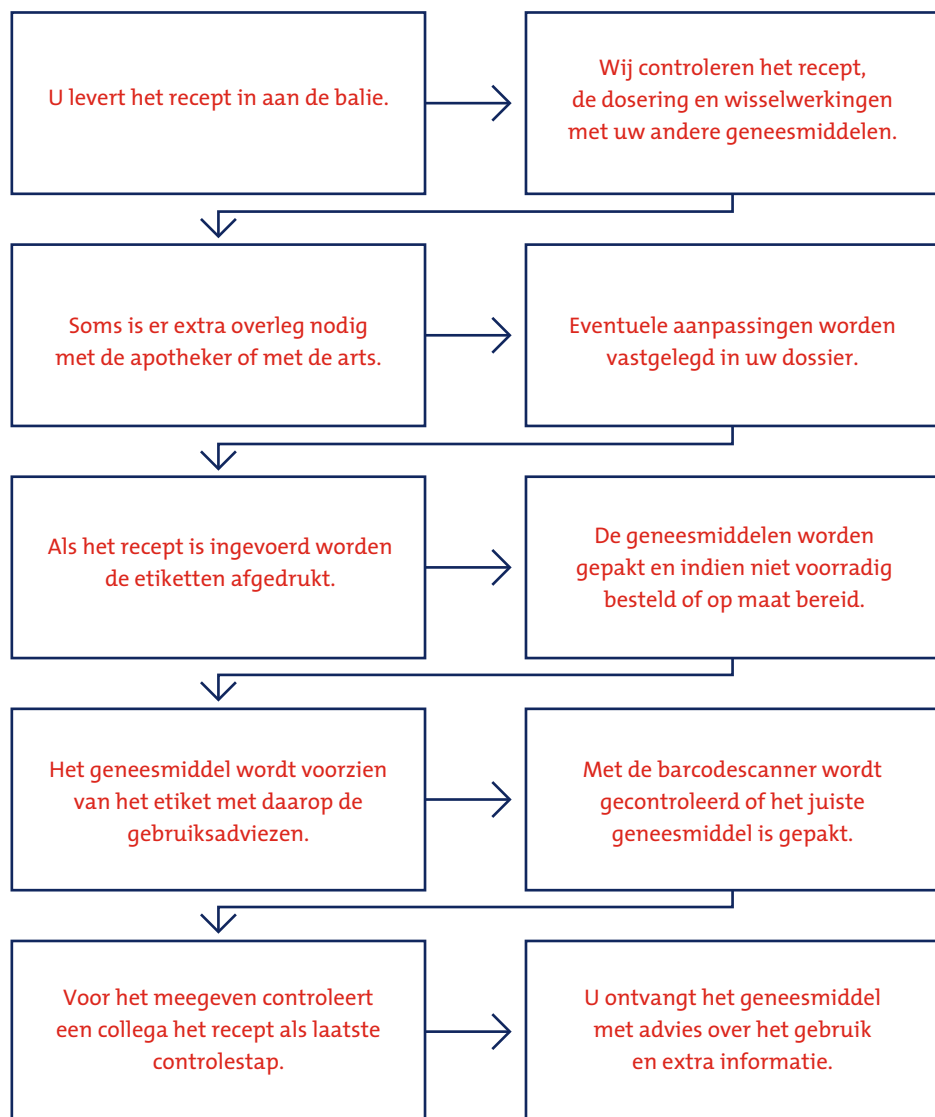 U levert het recept in aan de balie.
Wij controleren het recept,
de dosering en wisselwerkingen
met uw andere geneesmiddelen.
Soms is er extra overleg nodig
met de apotheker of met de arts.
Eventuele aanpassingen worden
vastgelegd in uw dossier.
Als het recept is ingevoerd worden
de etiketten afgedrukt.
De geneesmiddelen worden
gepakt en indien niet voorradig
besteld of op maat bereid.
Het geneesmiddel wordt voorzien
van het etiket met daarop de
gebruiksadviezen.
Met de barcodescanner wordt
gecontroleerd of het juiste
geneesmiddel is gepakt.
Voor het meegeven controleert
een collega het recept als laatste
controlestap.
U ontvangt het geneesmiddel
met advies over het gebruik
en extra informatie.